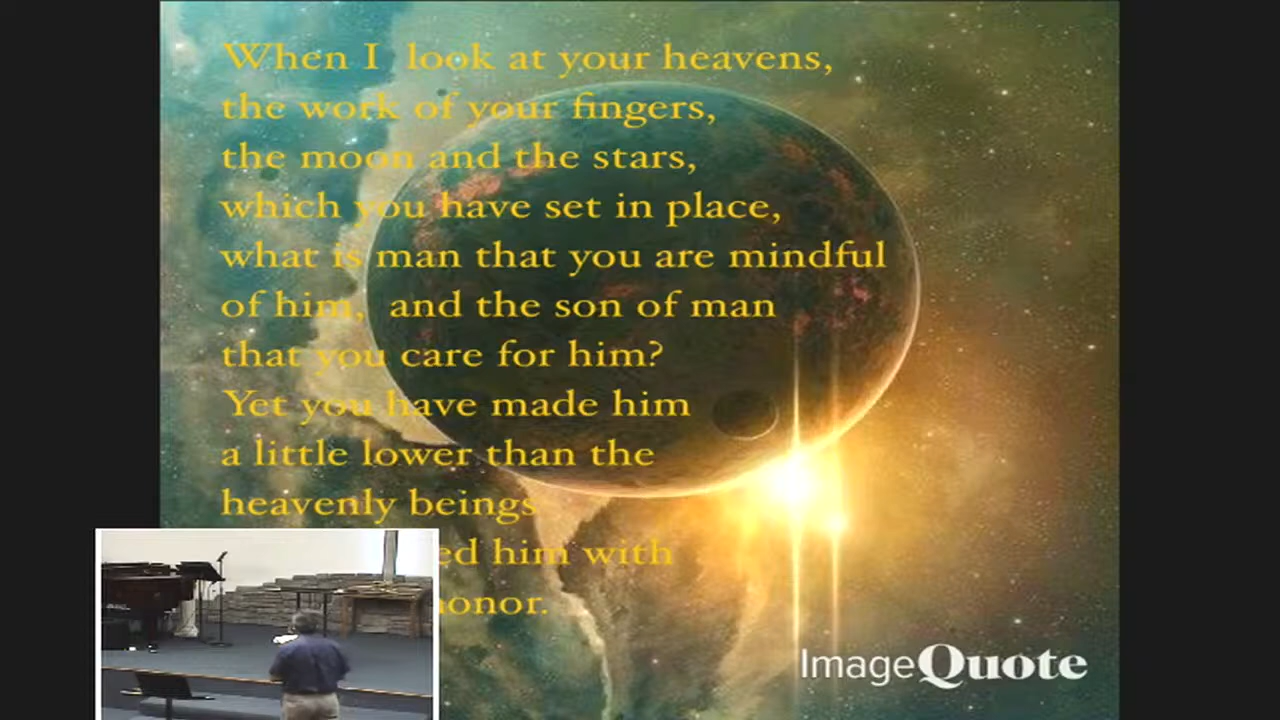 When I look at your heavens,
the work of your fingers,
the moon and the stars,
which you have set in place,
what is man that you are mindful
of him, and the son of man
that you care for him?
Yet you have made him
a little lower than the
heavenly beings
ed him with
honor.
ImageQuote